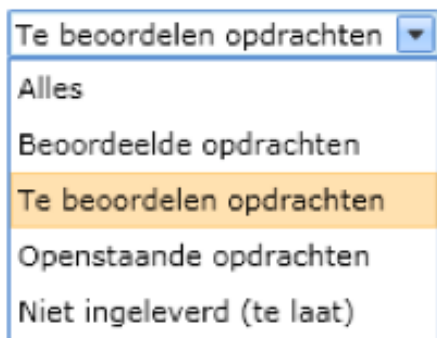 Te beoordelen opdrachten
Alles
Beoordeelde opdrachten
Te beoordelen opdrachten
Openstaande opdrachten
Niet ingeleverd (te laat)